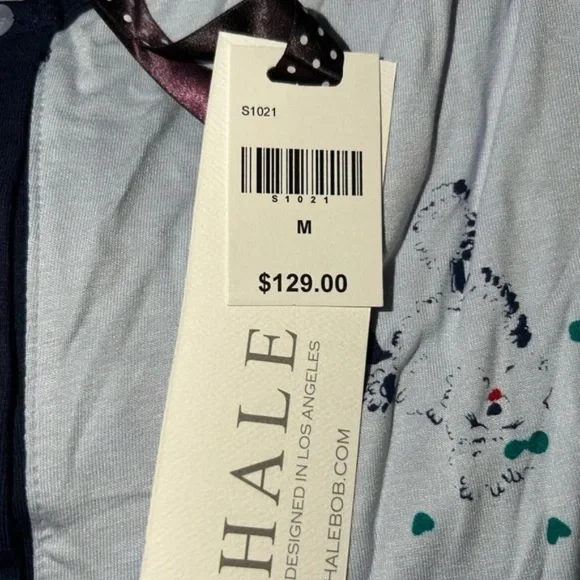 S1021
S1021
M
$129.00
HALE
DESIGNED IN LOS ANGELES
HALEBOB.COM